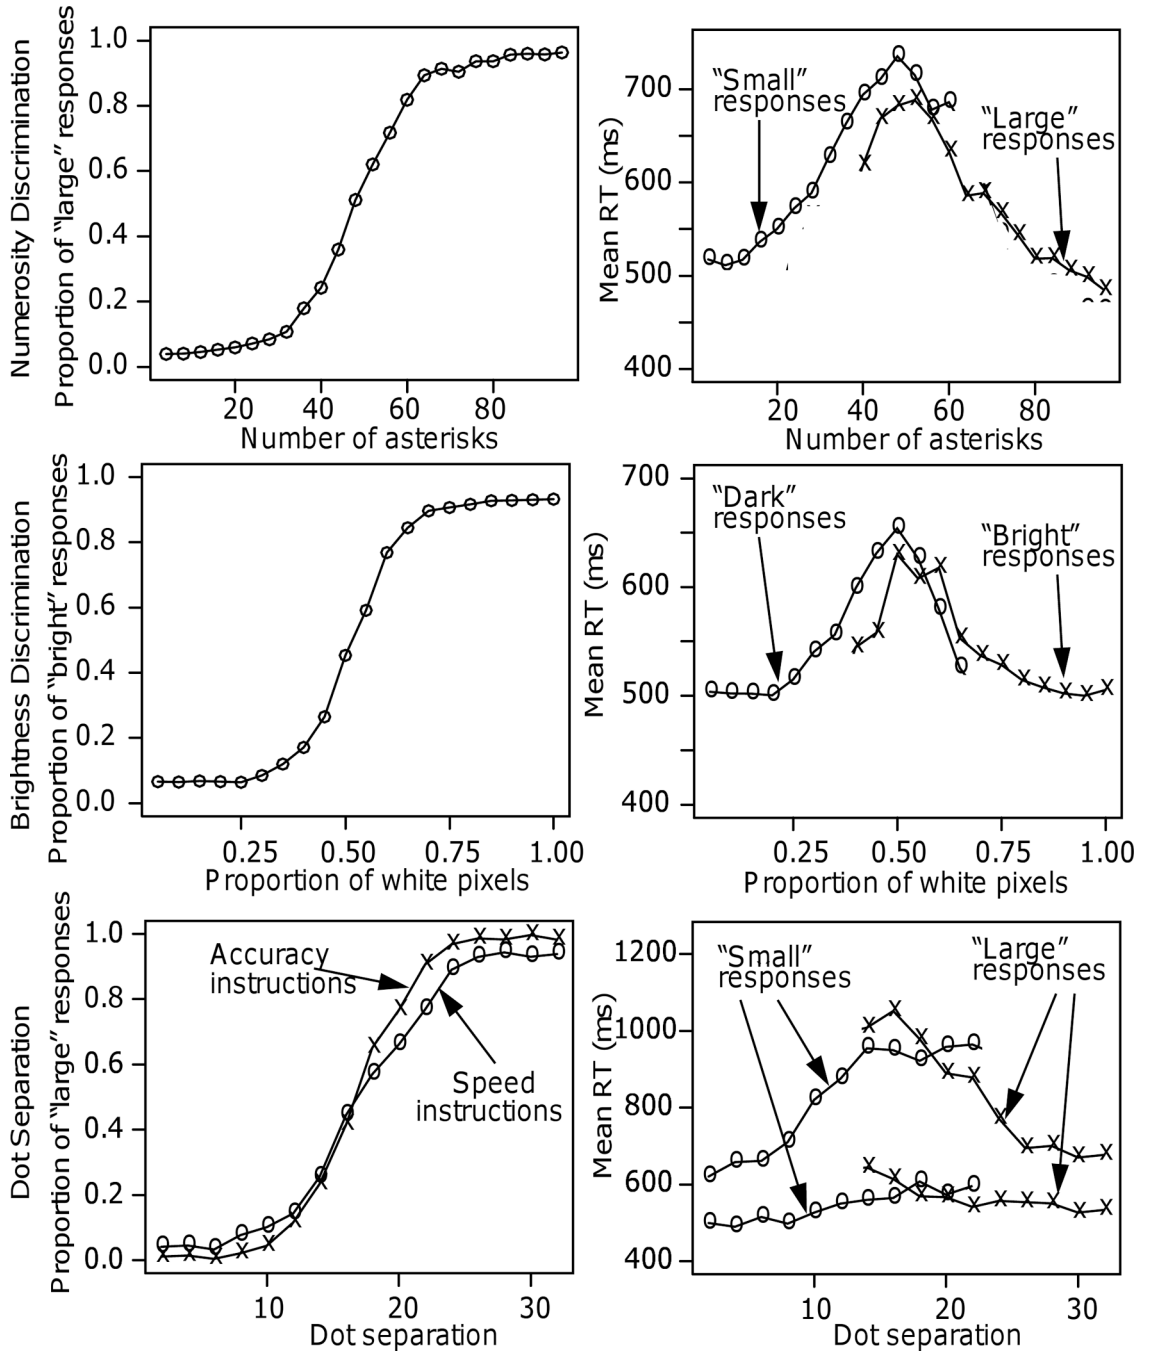 Numerosity Discrimination
Proportion of “large” responses
1.0
0.8
0.6
0.4
0.2
0.0
20
40
60
80
Number of asterisks
Mean RT (ms)
700
600
500
400
“Small”
responses
“Large”
responses
20
40
60
80
Number of asterisks
Brightness Discrimination
Proportion of “bright” responses
1.0
0.8
0.6
0.4
0.2
0.0
0.25
0.50
0.75
1.00
Proportion of white pixels
Mean RT (ms)
700
600
500
400
“Dark”
responses
“Bright”
responses
0.25
0.50
0.75
1.00
Proportion of white pixels
Dot Separation
Proportion of “large” responses
1.0
0.8
0.6
0.4
0.2
0.0
Accuracy
instructions
Speed
instructions
10
20
30
Dot separation
Mean RT (ms)
1200
1000
800
600
400
“Small”
responses
“Large”
responses
10
20
30
Dot separation